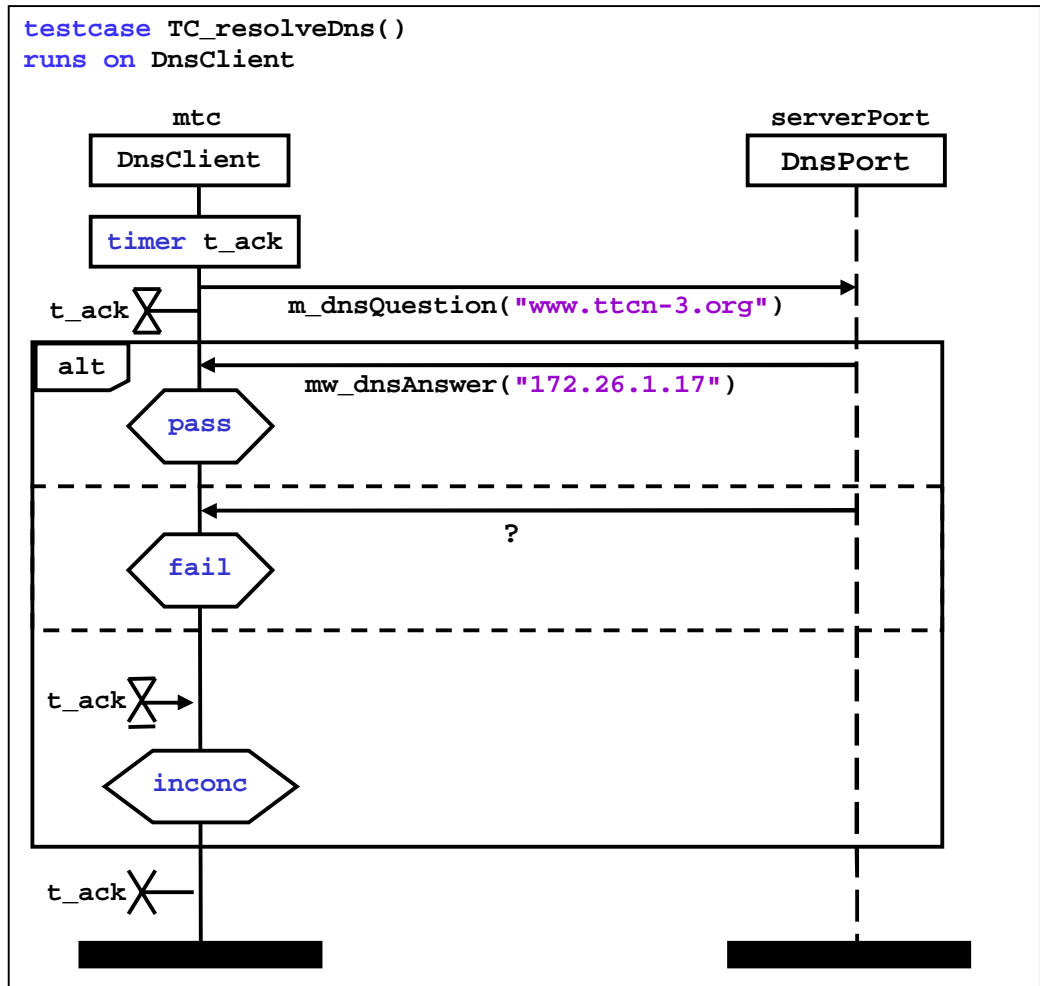 testcase TC_resolveDns()
runs on DnsClient
mtc
serverPort
DnsClient
DnsPort
timer t_ack
t_ack
m_dnsQuestion("www.ttcn-3.org")
alt
mw_dnsAnswer("172.26.1.17")
pass
?
fail
t_ack
inconc
t_ack